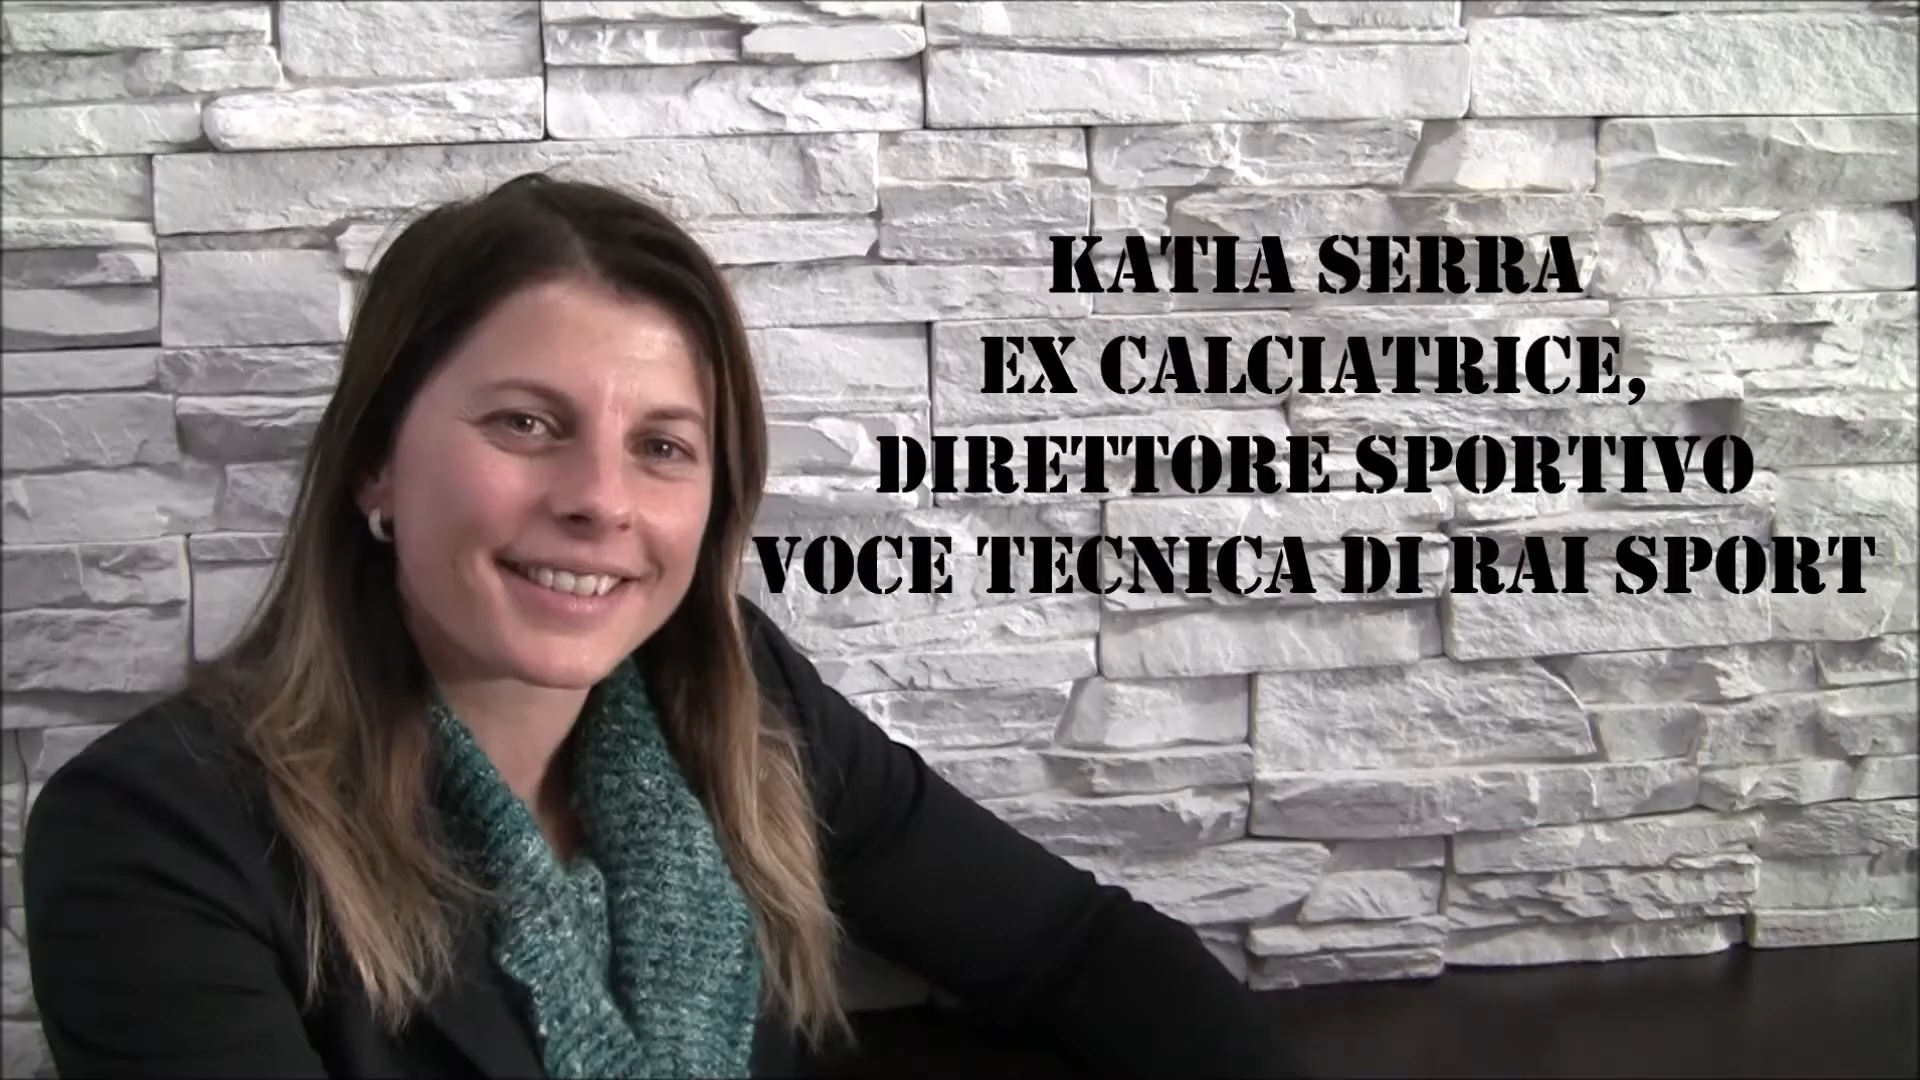 KATIA SERRA
EX CALCIATRICE,
DIRETTORE SPORTIVO
VOCE TECNICA DI RAI SPORT